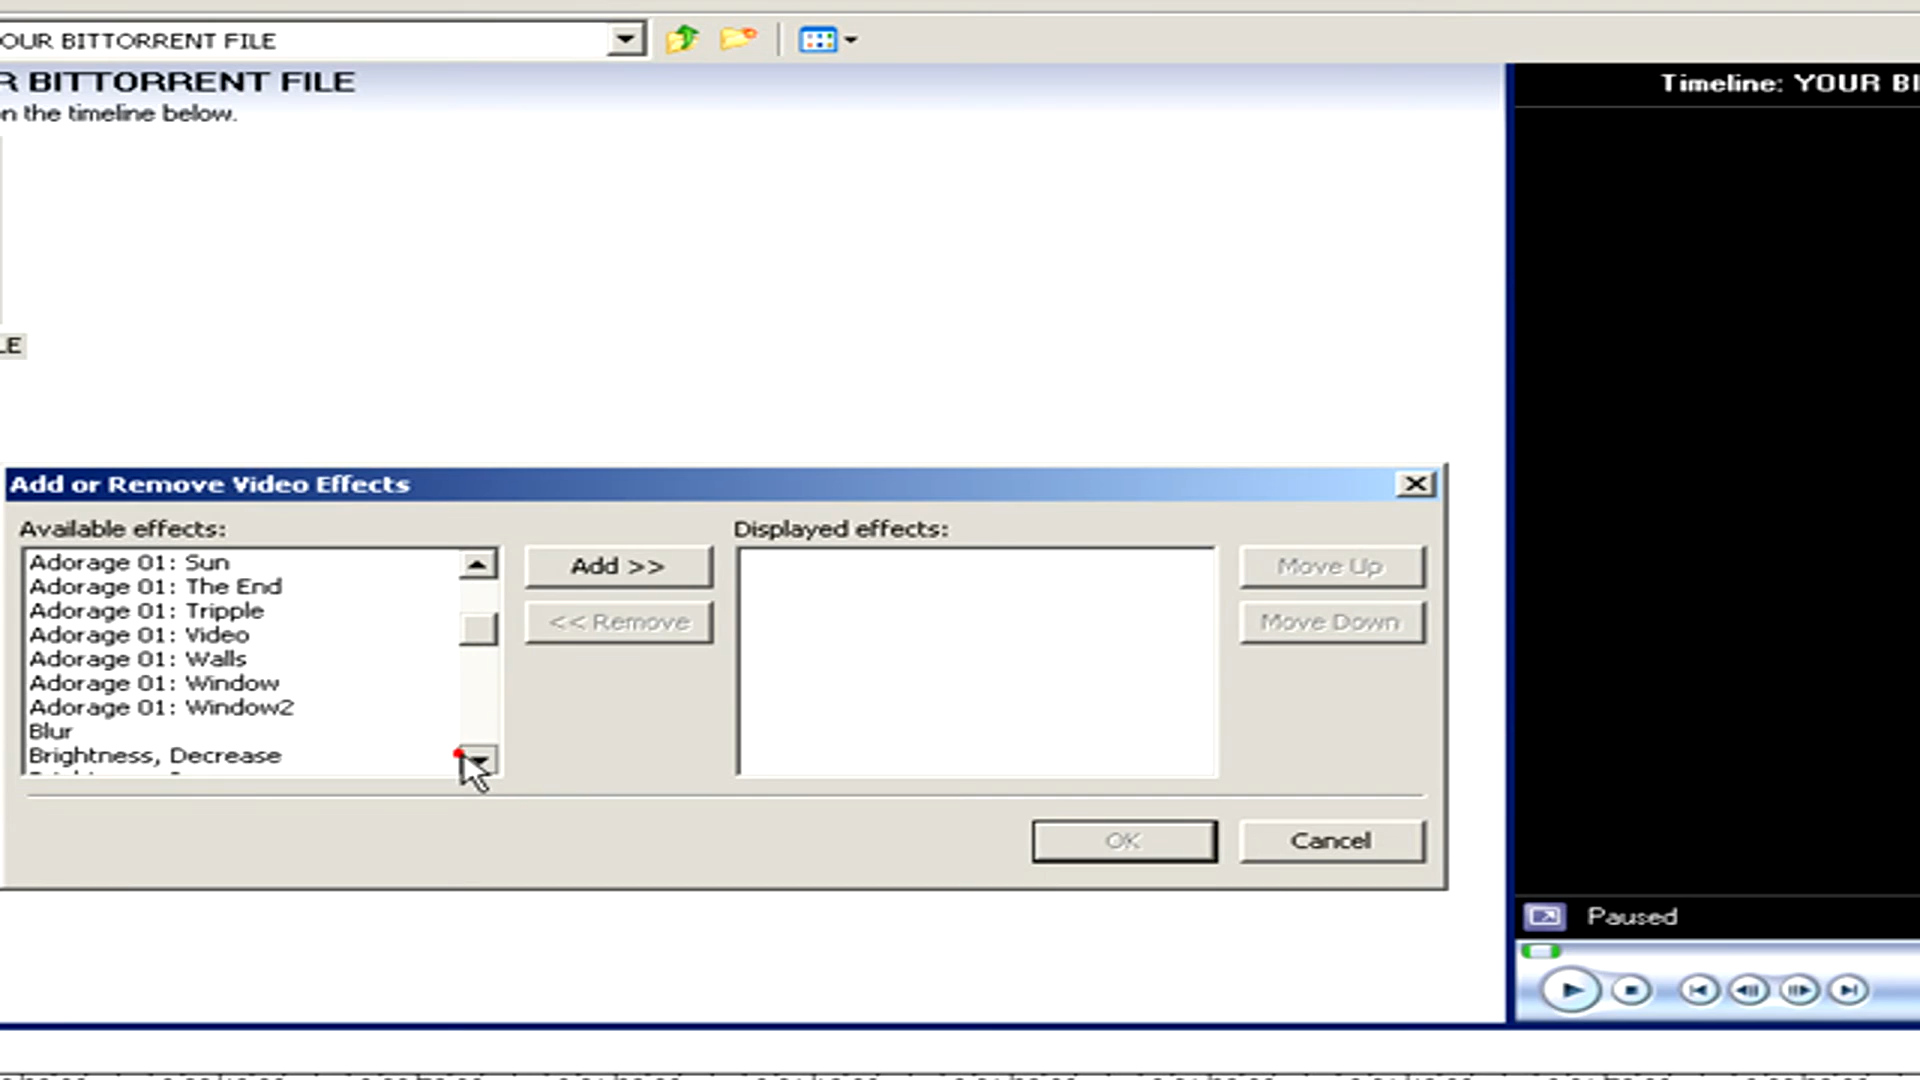 OUR BITTORRENT FILE
R BITTORRENT FILE
Timeline: YOUR BI
n the timeline below.
LE
Add or Remove Video Effects
Available effects:
Displayed effects:
Adorage 01: Sun
Adorage 01: The End
Adorage 01: Tripple
Adorage 01: Video
Adorage 01: Walls
Adorage 01: Window
Adorage 01: Window2
Blur
Brightness, Decrease
Add >>
<< Remove
Move Up
Move Down
OK
Cancel
Paused